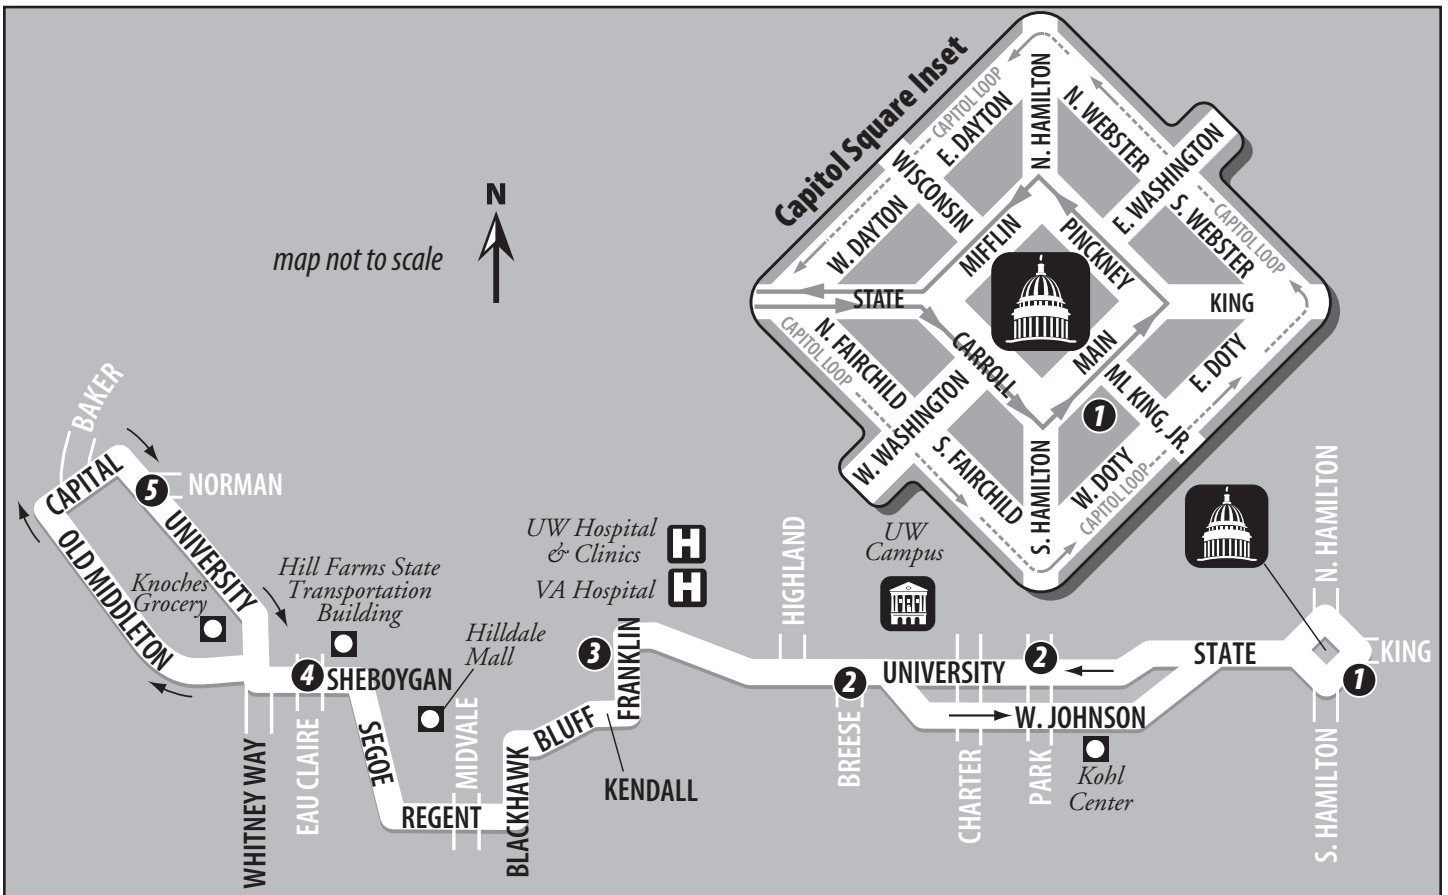 Capitol Square Inset
CAPITOL LOOP
E. DAYTON
N. HAMILTON
N. WEBSTER
E. WASHINGTON
WISCONSIN
W. DAYTON
MIFFLIN
PINCKNEY
S. WEBSTER
CAPITOL LOOP
STATE
KING
CAPITOL LOOP
N. FAIRCHILD
CARROLL
MAIN
ML KING, JR.
E. DOTY
1
W. WASHINGTON
S. FAIRCHILD
S. HAMILTON
W. DOTY
CAPITOL LOOP
N
map not to scale
BAKER
CAPITAL
5
NORMAN
UNIVERSITY
OLD MIDDLETON
Knoches
Grocery
Hill Farms State
Transportation
Building
4
SHEBOYGAN
WHITNEY WAY
EAU CLAIRE
SEGOE
Hilldale
Mall
MIDVALE
REGENT
BLACKHAWK
BLUFF
KENDALL
FRANKLIN
3
UW Hospital
& Clinics
H
VA Hospital
H
HIGHLAND
UW
Campus
2
BREESE
UNIVERSITY
2
CHARTER
PARK
W. JOHNSON
Kohl
Center
STATE
N. HAMILTON
KING
1
S. HAMILTON